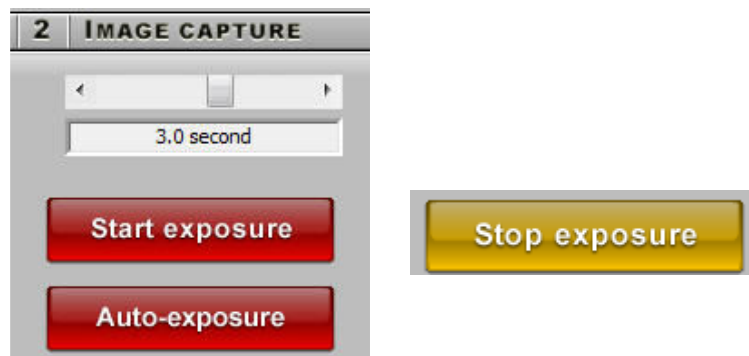 2 IMAGE CAPTURE
3.0 second
Start exposure
Stop exposure
Auto-exposure